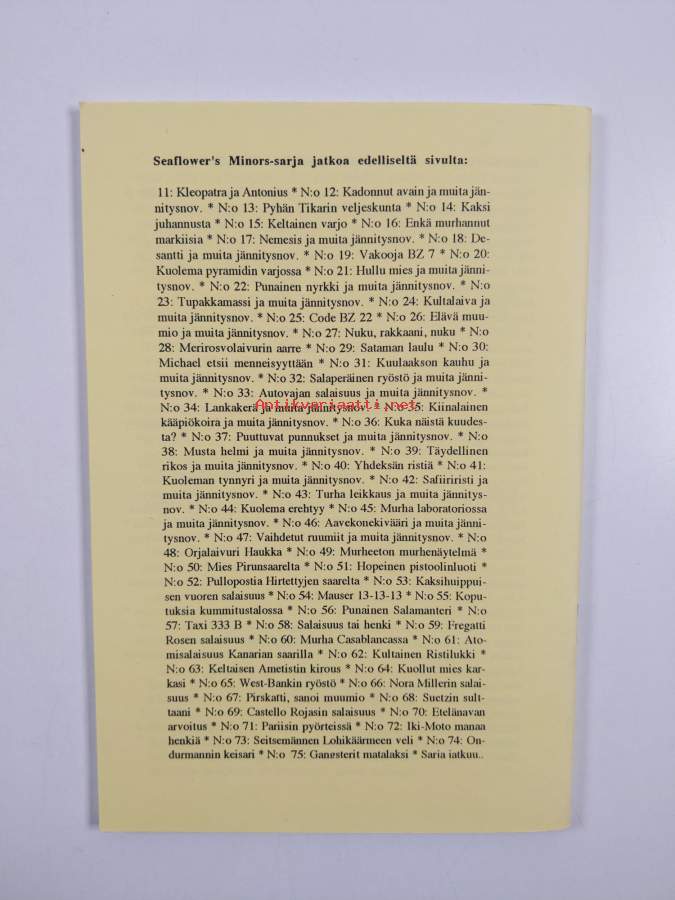 Seaflower's Minors-sarja jatkoa edelliseltä sivulta:
11: Kleopatra ja Antonius * N:o 12: Kadonnut avain ja muita jän-
nitysnov. * N:o 13: Pyhän Tikarin veljeskunta * N:o 14: Kaksi
juhannusta * N:o 15: Keltainen varjo * N:o 16: Enkä murhannut
markiisia * N:o 17: Nemesis ja muita jännitysnov. * N:o 18: De-
santti ja muita jännitysnov. * N:o 19: Vakooja BZ 7 * N:o 20:
Kuolema pyramidin varjossa * N:o 21: Hullu mies ja muita jänni-
tysnov. * N:o 22: Punainen nyrkki ja muita jännitysnov. * N:o
23: Tupakkamassi ja muita jännitysnov. * N:o 24: Kultalaiva ja
muita jännitysnov. * N:o 25: Code BZ 22 * N:o 26: Elävä muu-
mio ja muita jännitysnov. * N:o 27: Nuku, rakkaani, nuku * N:o
28: Merirosvolaivurin aarre * N:o 29: Sataman laulu * N:o 30:
Michael etsii menneisyyttään * N:o 31: Kuulaakson kauhu ja
muita jännitysnov. * N:o 32: Salaperäinen ryöstö ja muita jänni-
tysnov. * N:o 33: Autovajan salaisuus ja muita jännitysnov. *
N:o 34: Lankakerä ja muita jännitysnov. * N:o 35: Kiinalainen
Antikvariaatti.net
kääpiökoira ja muita jännitysnov. * N:o 36: Kuka näistä kuudes-
ta? * N:o 37: Puuttuvat punnukset ja muita jännitysnov. * N:o
38: Musta helmi ja muita jännitysnov. * N:o 39: Täydellinen
rikos ja muita jännitysnov. * N:o 40: Yhdeksän ristiä * N:o 41:
Kuoleman tynnyri ja muita jännitysnov. * N:o 42: Safiiriristi ja
muita jännitysnov. * N:o 43: Turha leikkaus ja muita jännitys-
nov. * N:o 44: Kuolema erehtyy * N:o 45: Murha laboratoriossa
ja muita jännitysnov. * N:o 46: Aavekonekivääri ja muita jänni-
tysnov. * N:o 47: Vaihdetut ruumiit ja muita jännitysnov. * N:o
48: Orjalaivuri Haukka * N:o 49: Murheeton murhenäytelmä *
N:o 50: Mies Pirunsaarelta * N:o 51: Hopeinen pistoolinluoti *
N:o 52: Pullopostia Hirtettyjen saarelta * N:o 53: Kaksihuippui-
sen vuoren salaisuus * N:o 54: Mauser 13-13-13 * N:o 55: Kopu-
tuksia kummitustalossa * N:o 56: Punainen Salamanteri * N:o
57: Taxi 333 B * N:o 58: Salaisuus tai henki * N:o 59: Fregatti
Rosen salaisuus * N:o 60: Murha Casablancassa * N:o 61: Ato-
misalaisuus Kanarian saarilla * N:o 62: Kultainen Ristilukki *
N:o 63: Keltaisen Ametistin kirous * N:o 64: Kuollut mies kar-
kasi * N:o 65: West-Bankin ryöstö * N:o 66: Nora Millerin salai-
suus * N:o 67: Pirskatti, sanoi muumio * N:o 68: Suetzin sult-
taani * N:o 69: Castello Rojasin salaisuus * N:o 70: Etelänavan
arvoitus * N:o 71: Pariisin pyörteissä * N:o 72: Iki-Moto manaa
henkiä * N:o 73: Seitsemännen Lohikäärmeen veli * N:o 74: On-
durmannin keisari * N:o 75: Gangsterit matalaksi * Sarja jatkuu..